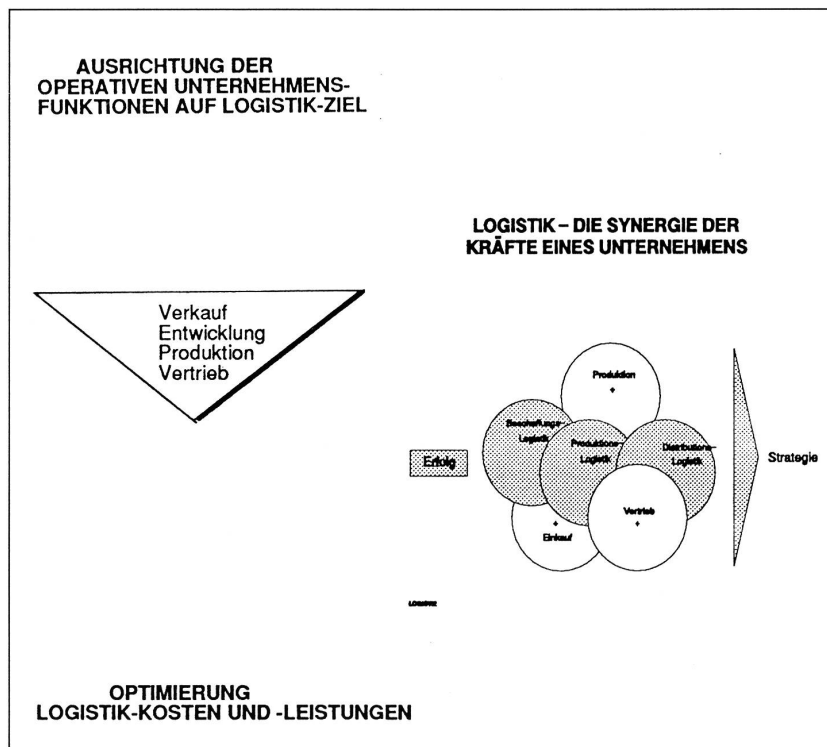 AUSRICHTUNG DER
OPERATIVEN UNTERNEHMENS-
FUNKTIONEN AUF LOGISTIK-ZIEL
Verkauf
Entwicklung
Produktion
Vertrieb
OPTIMIERUNG
LOGISTIK-KOSTEN UND -LEISTUNGEN
LOGISTIK – DIE SYNERGIE DER
KRÄFTE EINES UNTERNEHMENS
Erfolg
Produktion
+
Beschaffungs-
Logistik
Produktions-
Logistik
Distributions-
Logistik
+
Einkauf
Vertrieb
+
Strategie